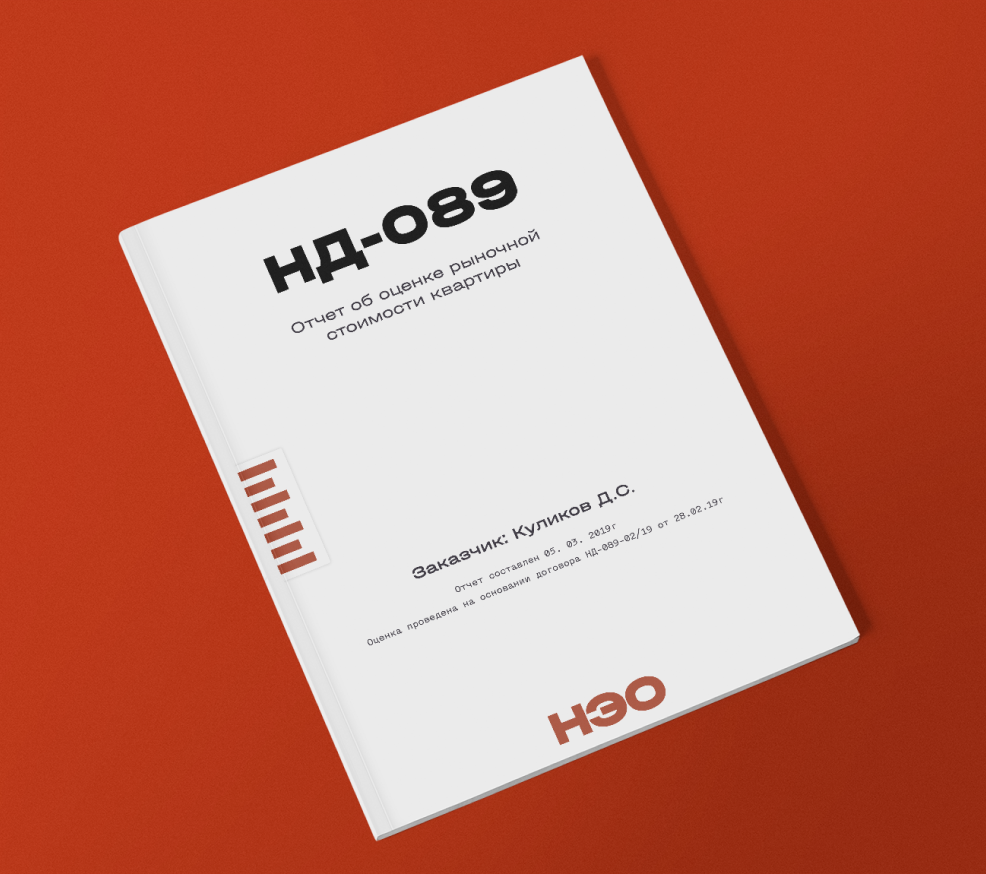 НД-089
Отчет об оценке рыночной
стоимости квартиры
Заказчик: Куликов Д.С.
Отчет составлен 05. 03. 2019г
Оценка проведена на основании договора НД-089-02/19 от 28.02.19г
НЭО